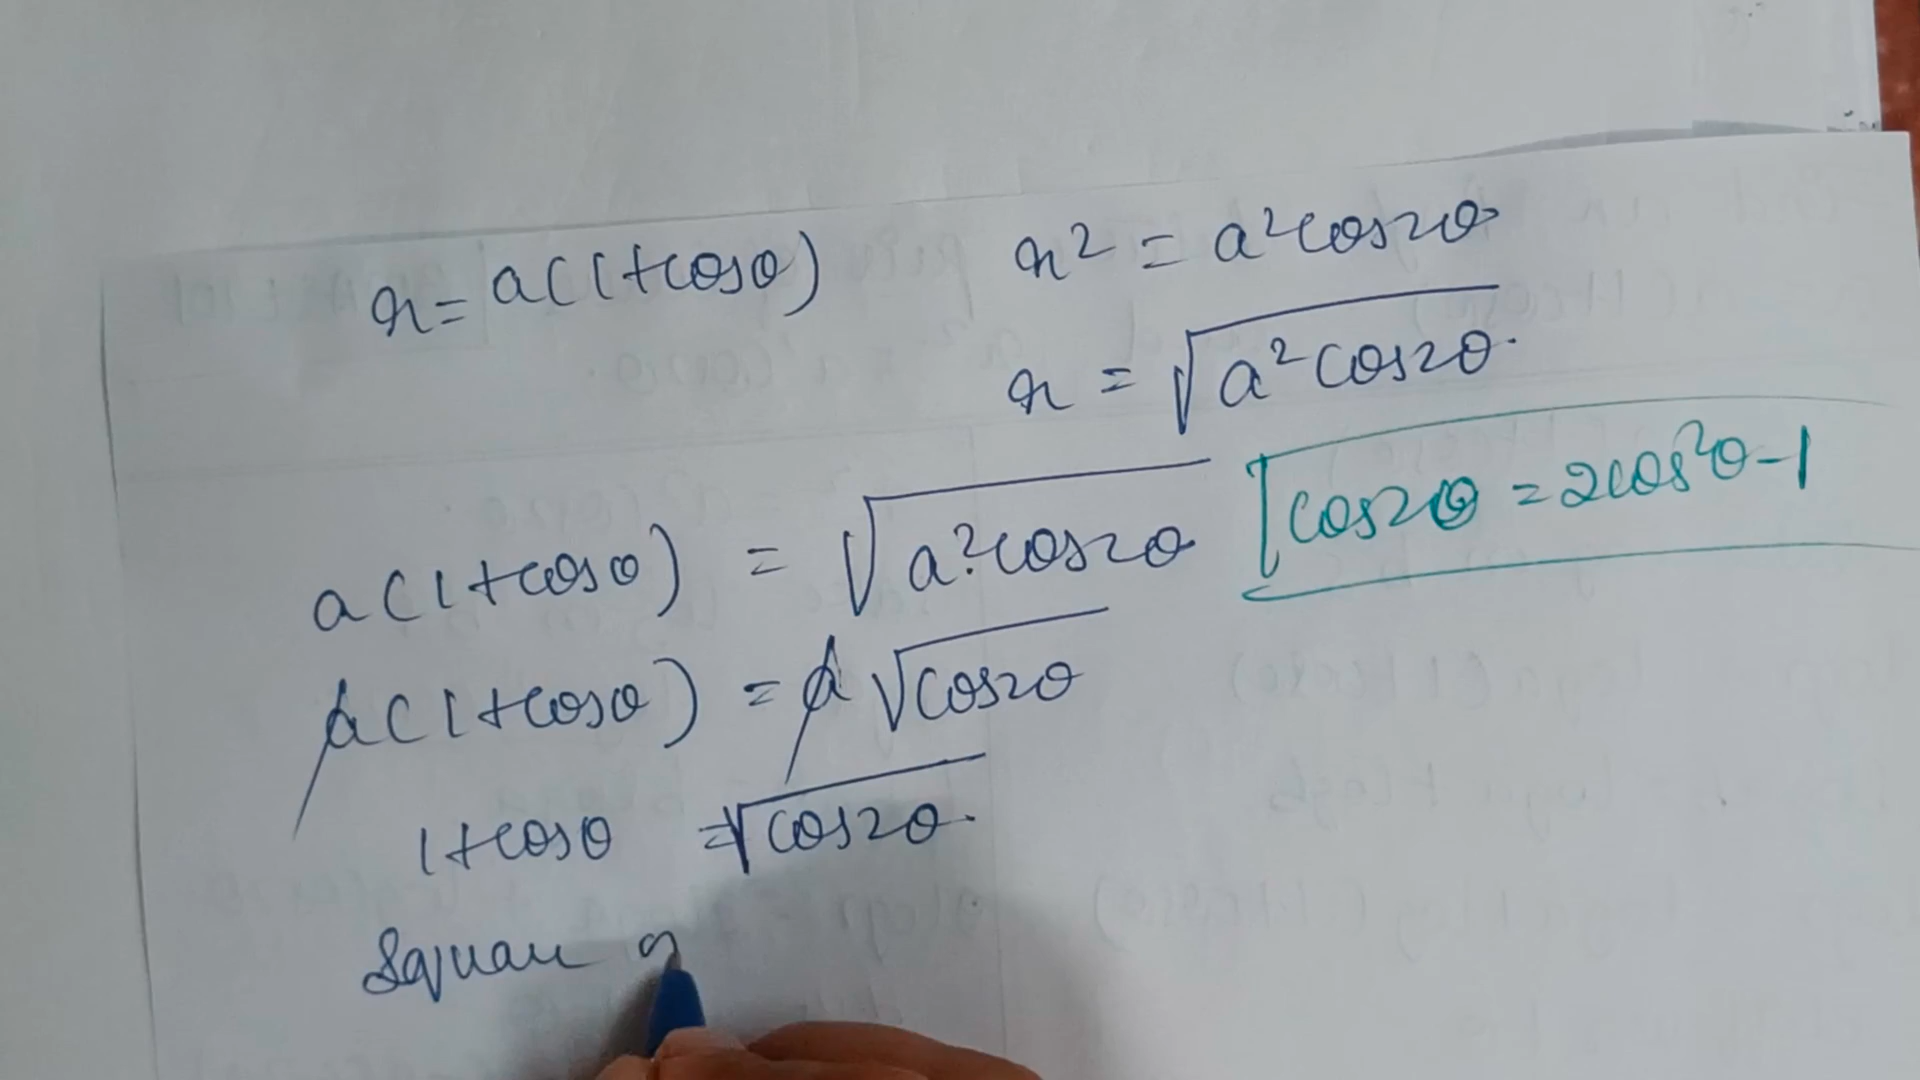 r = a(1+cosθ)
r² = a²cos2θ
r = √a²cos2θ.
a(1+cosθ) = √a²cos2θ
[cos2θ = 2cos²θ-1
a(1+cosθ) = a √cos2θ
1+cosθ = √cos2θ.
Square